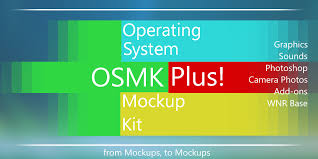 Operating
System
OSMK Plus!
Mockup
Kit
Graphics
Sounds
Photoshop
Camera Photos
Add-ons
WNR Base
from Mockups, to Mockups